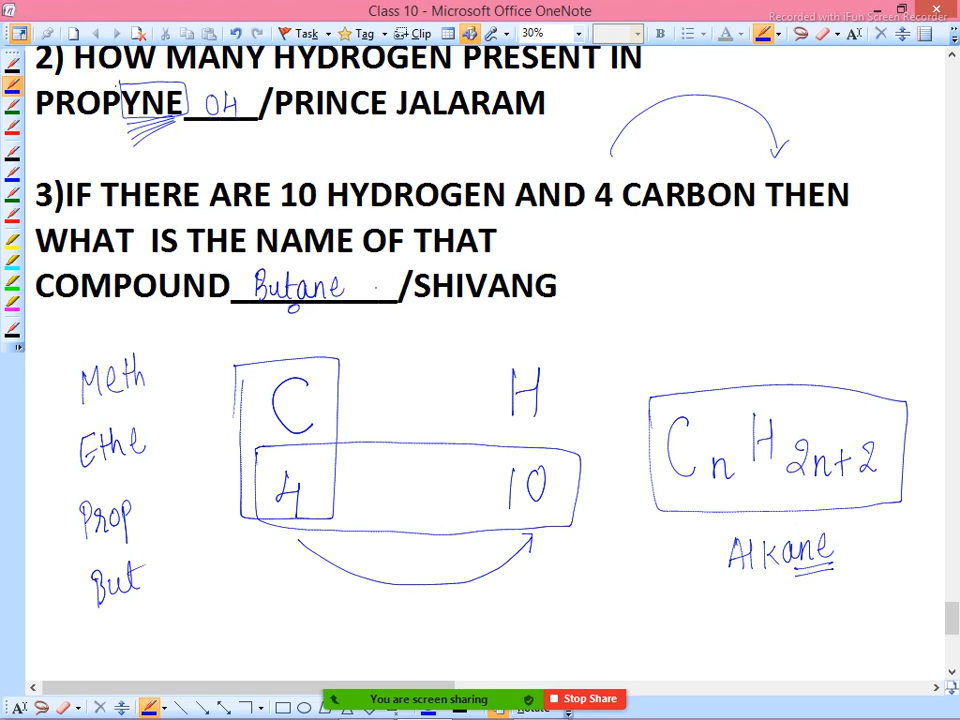 Class 10 - Microsoft Office OneNote
Recorded with iFun Screen Recorder
Task Tag Clip 30% B A
2) HOW MANY HYDROGEN PRESENT IN
PROPYNE 04 /PRINCE JALARAM
3)IF THERE ARE 10 HYDROGEN AND 4 CARBON THEN
WHAT IS THE NAME OF THAT
COMPOUND Butane /SHIVANG
Meth C H
Ethe CnH2n+2
4 10
Prop
Alkane
But
You are screen sharing Stop Share